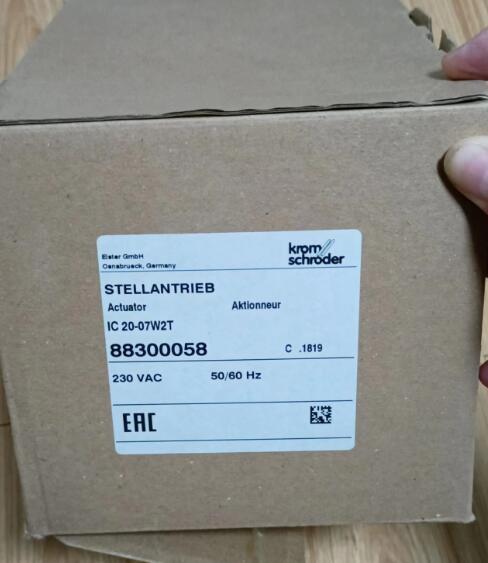 Elster GmbH
Osnabrueck, Germany
krom
schroder
STELLANTRIEB
Actuator Aktionneur
IC 20-07W2T
88300058 C .1819
230 VAC 50/60 Hz
EAC